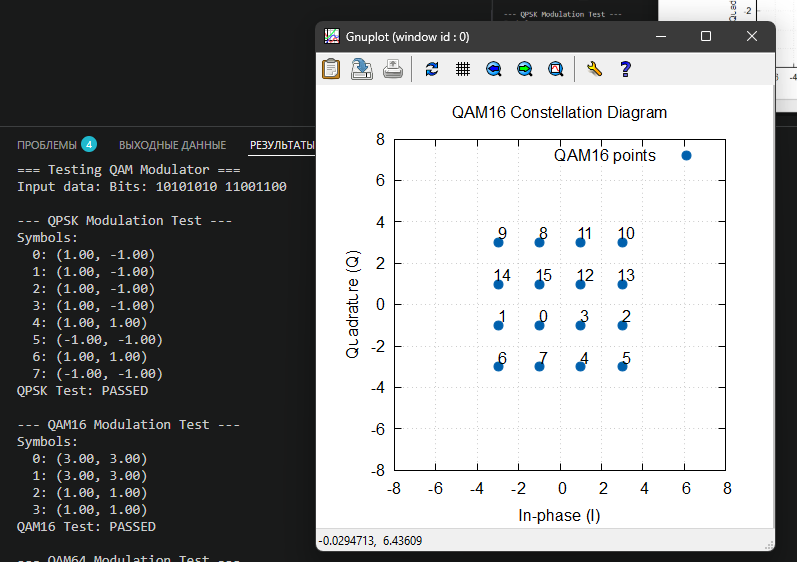 --- QPSK Modulation Test ---
-2
Quad
-4
ПРОБЛЕМЫ 4 ВЫХОДНЫЕ ДАННЫЕ РЕЗУЛЬТАТЫ
=== Testing QAM Modulator ===
Input data: Bits: 10101010 11001100
--- QPSK Modulation Test ---
Symbols:
0: (1.00, -1.00)
1: (1.00, -1.00)
2: (1.00, -1.00)
3: (1.00, -1.00)
4: (1.00, 1.00)
5: (-1.00, -1.00)
6: (1.00, 1.00)
7: (-1.00, -1.00)
QPSK Test: PASSED
--- QAM16 Modulation Test ---
Symbols:
0: (3.00, 3.00)
1: (3.00, 3.00)
2: (1.00, 1.00)
3: (1.00, 1.00)
QAM16 Test: PASSED
--- QAM64 Modulation Test ---
Gnuplot (window id : 0)
QAM16 Constellation Diagram
QAM16 points
8
6
4
2
0
-2
-4
-6
-8
Quadrature (Q)
9 8 11 10
14 15 12 13
1 0 3 2
6 7 4 5
-8 -6 -4 -2 0 2 4 6 8
In-phase (I)
-0.0294713, 6.43609